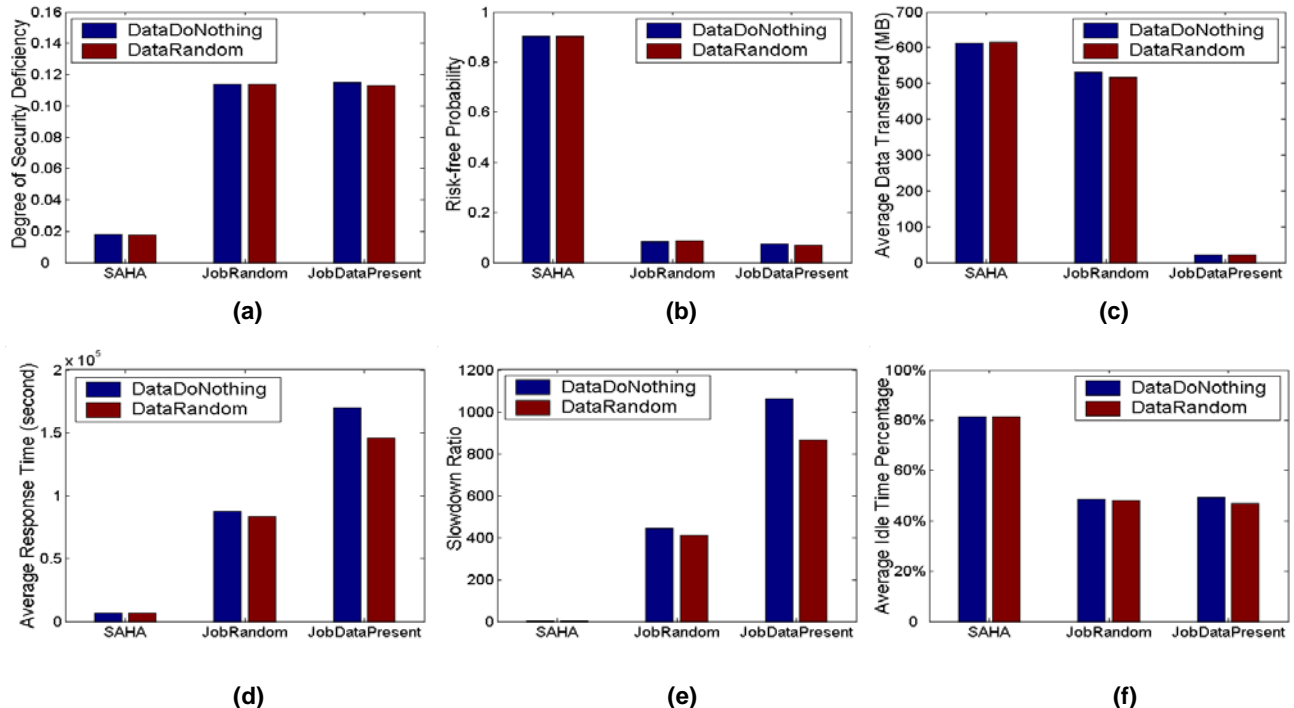 Degree of Security Deficiency
0.16
0.14
0.12
0.10
0.08
0.06
0.04
0.02
0
DataDoNothing
DataRandom
SAHA
JobRandom
JobDataPresent
(a)
Risk-free Probability
1
0.8
0.6
0.4
0.2
0
DataDoNothing
DataRandom
SAHA
JobRandom
JobDataPresent
(b)
Average Data Transferred (MB)
700
600
500
400
300
200
100
0
DataDoNothing
DataRandom
SAHA
JobRandom
JobDataPresent
(c)
Average Response Time (second)
× 10^5
2
1.5
1
0.5
0
DataDoNothing
DataRandom
SAHA
JobRandom
JobDataPresent
(d)
Slowdown Ratio
1200
1000
800
600
400
200
0
DataDoNothing
DataRandom
SAHA
JobRandom
JobDataPresent
(e)
Average Idle Time Percentage
100%
80%
60%
40%
20%
0
DataDoNothing
DataRandom
SAHA
JobRandom
JobDataPresent
(f)